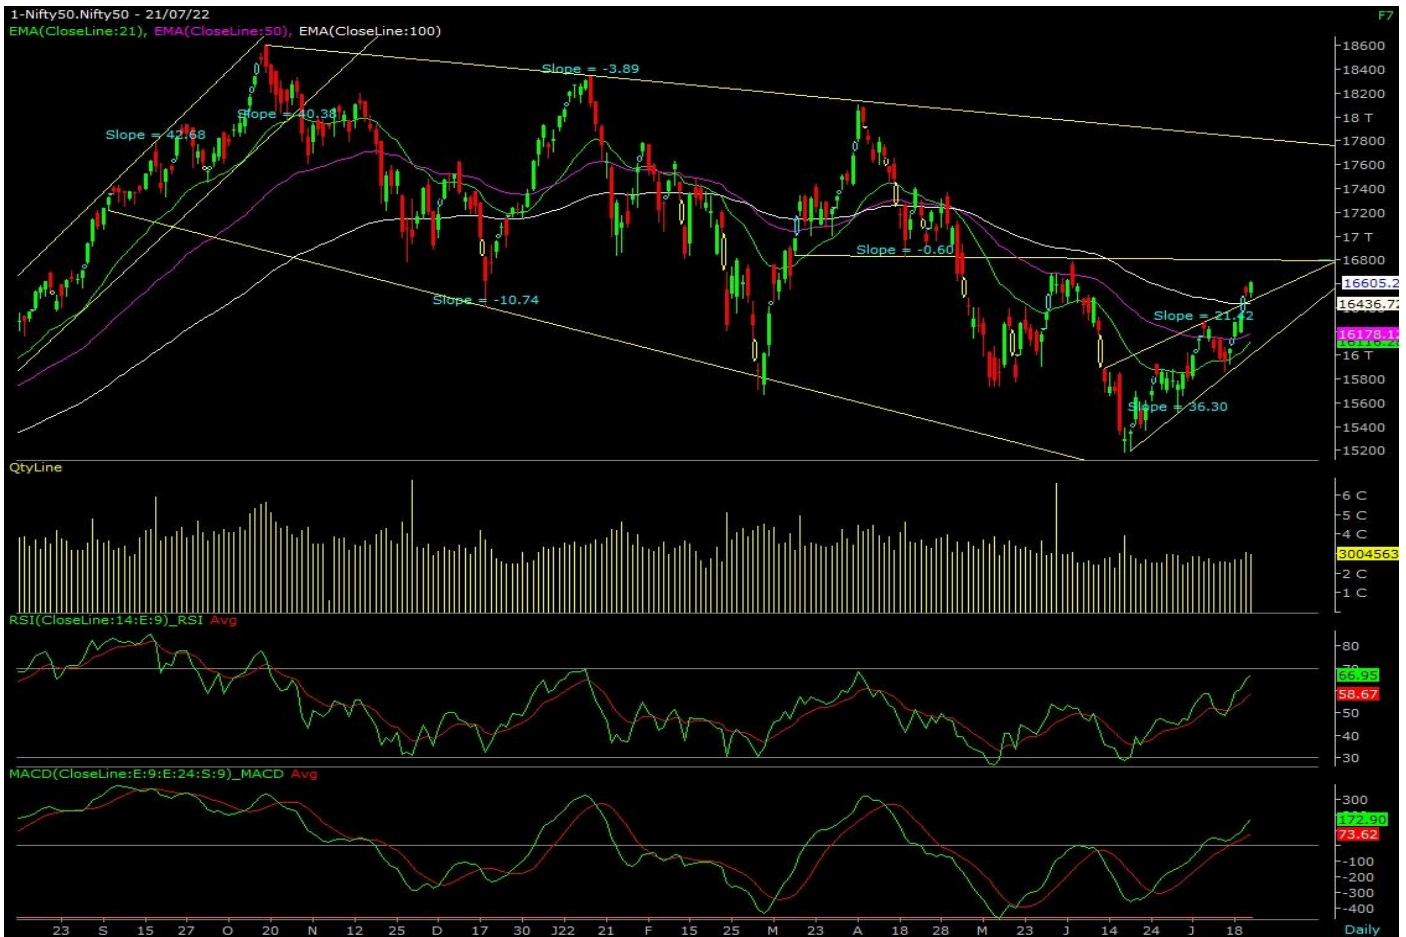 1-Nifty50.Nifty50 - 21/07/22
F7
EMA(CloseLine:21), EMA(CloseLine:50), EMA(CloseLine:100)
18600
Slope = -3.89
18400
18200
Slope = 40.38
18 T
Slope = 42.68
17800
17600
17400
17200
17 T
Slope = -0.60
16800
16605.2
Slope = -10.74
16436.72
Slope = 21.42
16178.12
16 T
15800
15600
Slope = 36.30
15400
15200
QtyLine
6 C
5 C
4 C
3004563
2 C
1 C
RSI(CloseLine:14:E:9)_RSI Avg
80
70
66.95
58.67
50
40
30
MACD(CloseLine:E:9:E:24:S:9)_MACD Avg
300
172.90
73.62
-100
-200
-300
-400
23 S 15 27 O 20 N 12 25 D 17 30 J22 21 F 15 25 M 23 A 18 28 M 23 J 14 24 J 18 Daily